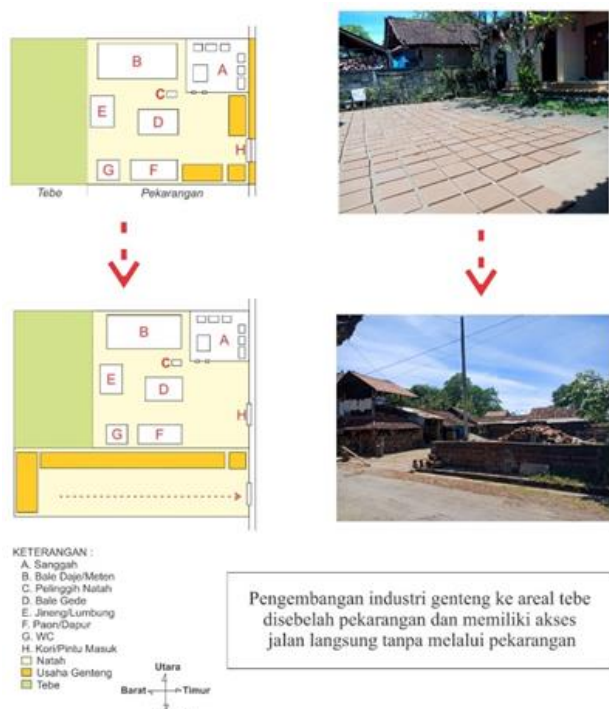 B
A
C
E
D
H
G
F
Tebe
Pekarangan
B
A
C
E
D
H
G
F
KETERANGAN :
A. Sanggah
B. Bale Daje/Meten
C. Pelinggih Natah
D. Bale Gede
E. Jineng/Lumbung
F. Paon/Dapur
G. WC
H. Kori/Pintu Masuk
Natah
Usaha Genteng
Tebe
Utara
Barat
Timur
Pengembangan industri genteng ke areal tebe
disebelah pekarangan dan memiliki akses
jalan langsung tanpa melalui pekarangan